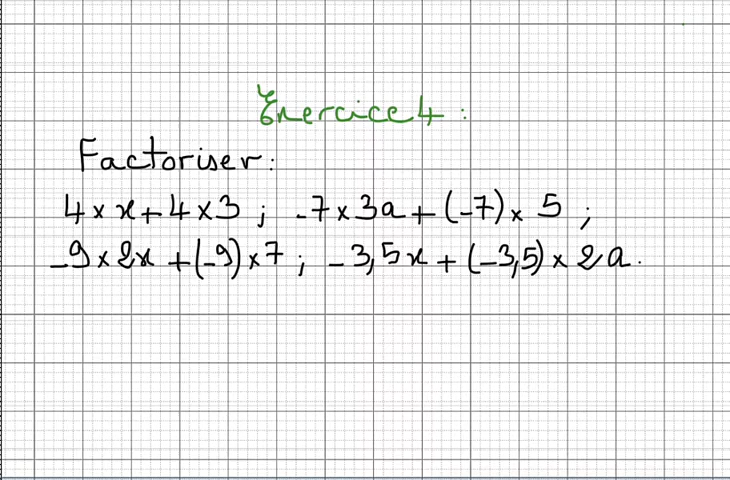 Exercice 4 :
Factoriser :
4 × x + 4 × 3 ; -7 × 3a + (-7) × 5 ;
-9 × 2x + (-9) × 7 ; -3,5x + (-3,5) × 2a.